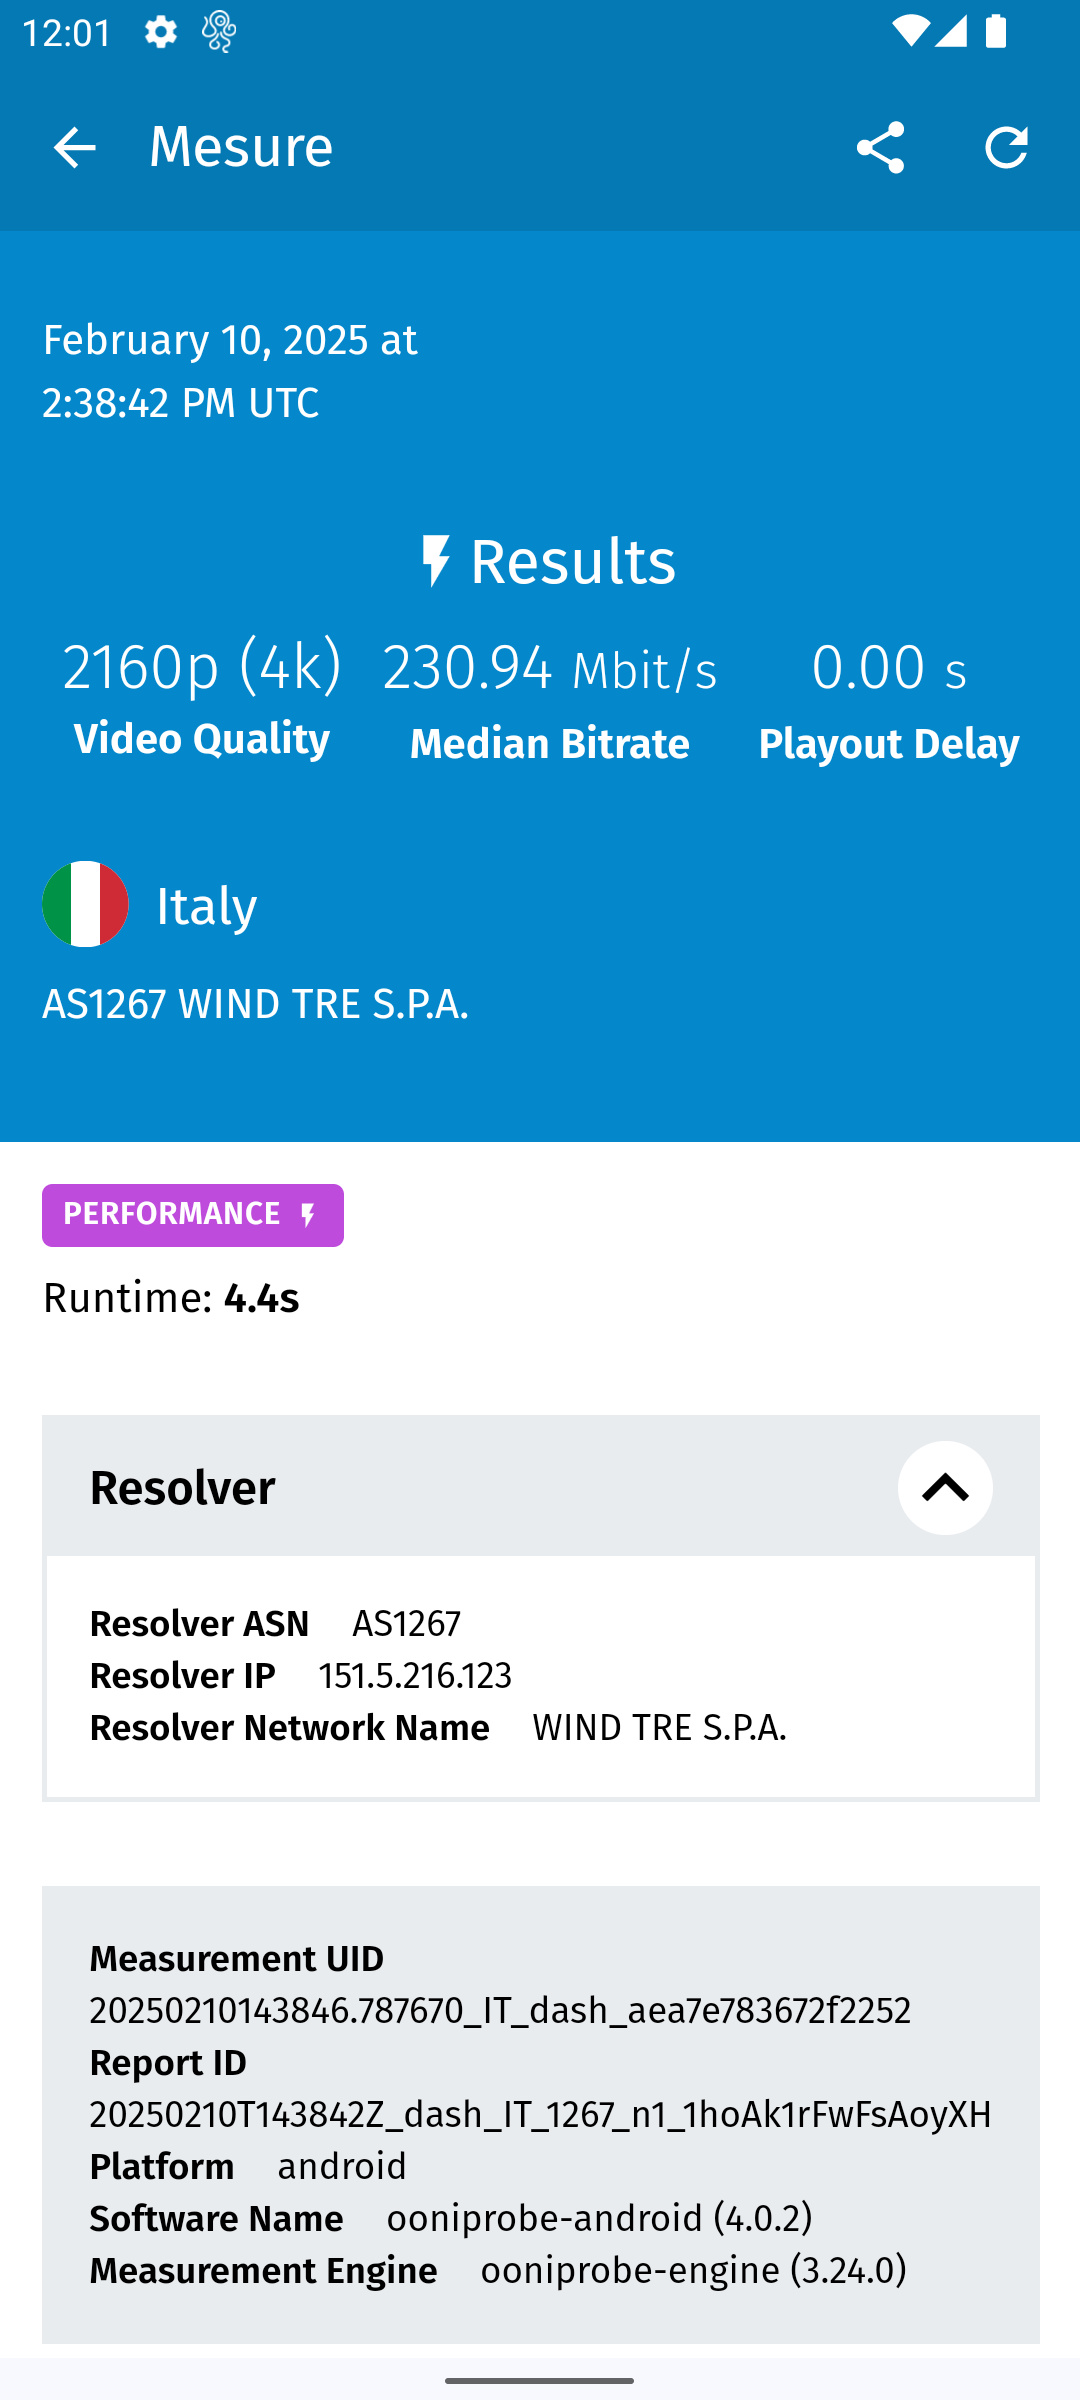 12:01
Mesure
February 10, 2025 at
2:38:42 PM UTC
Results
2160p (4k) 230.94 Mbit/s 0.00 s
Video Quality Median Bitrate Playout Delay
Italy
AS1267 WIND TRE S.P.A.
PERFORMANCE
Runtime: 4.4s
Resolver
Resolver ASN AS1267
Resolver IP 151.5.216.123
Resolver Network Name WIND TRE S.P.A.
Measurement UID
20250210143846.787670_IT_dash_aea7e783672f2252
Report ID
20250210T143842Z_dash_IT_1267_n1_1hoAk1rFwFsAoyXH
Platform android
Software Name ooniprobe-android (4.0.2)
Measurement Engine ooniprobe-engine (3.24.0)